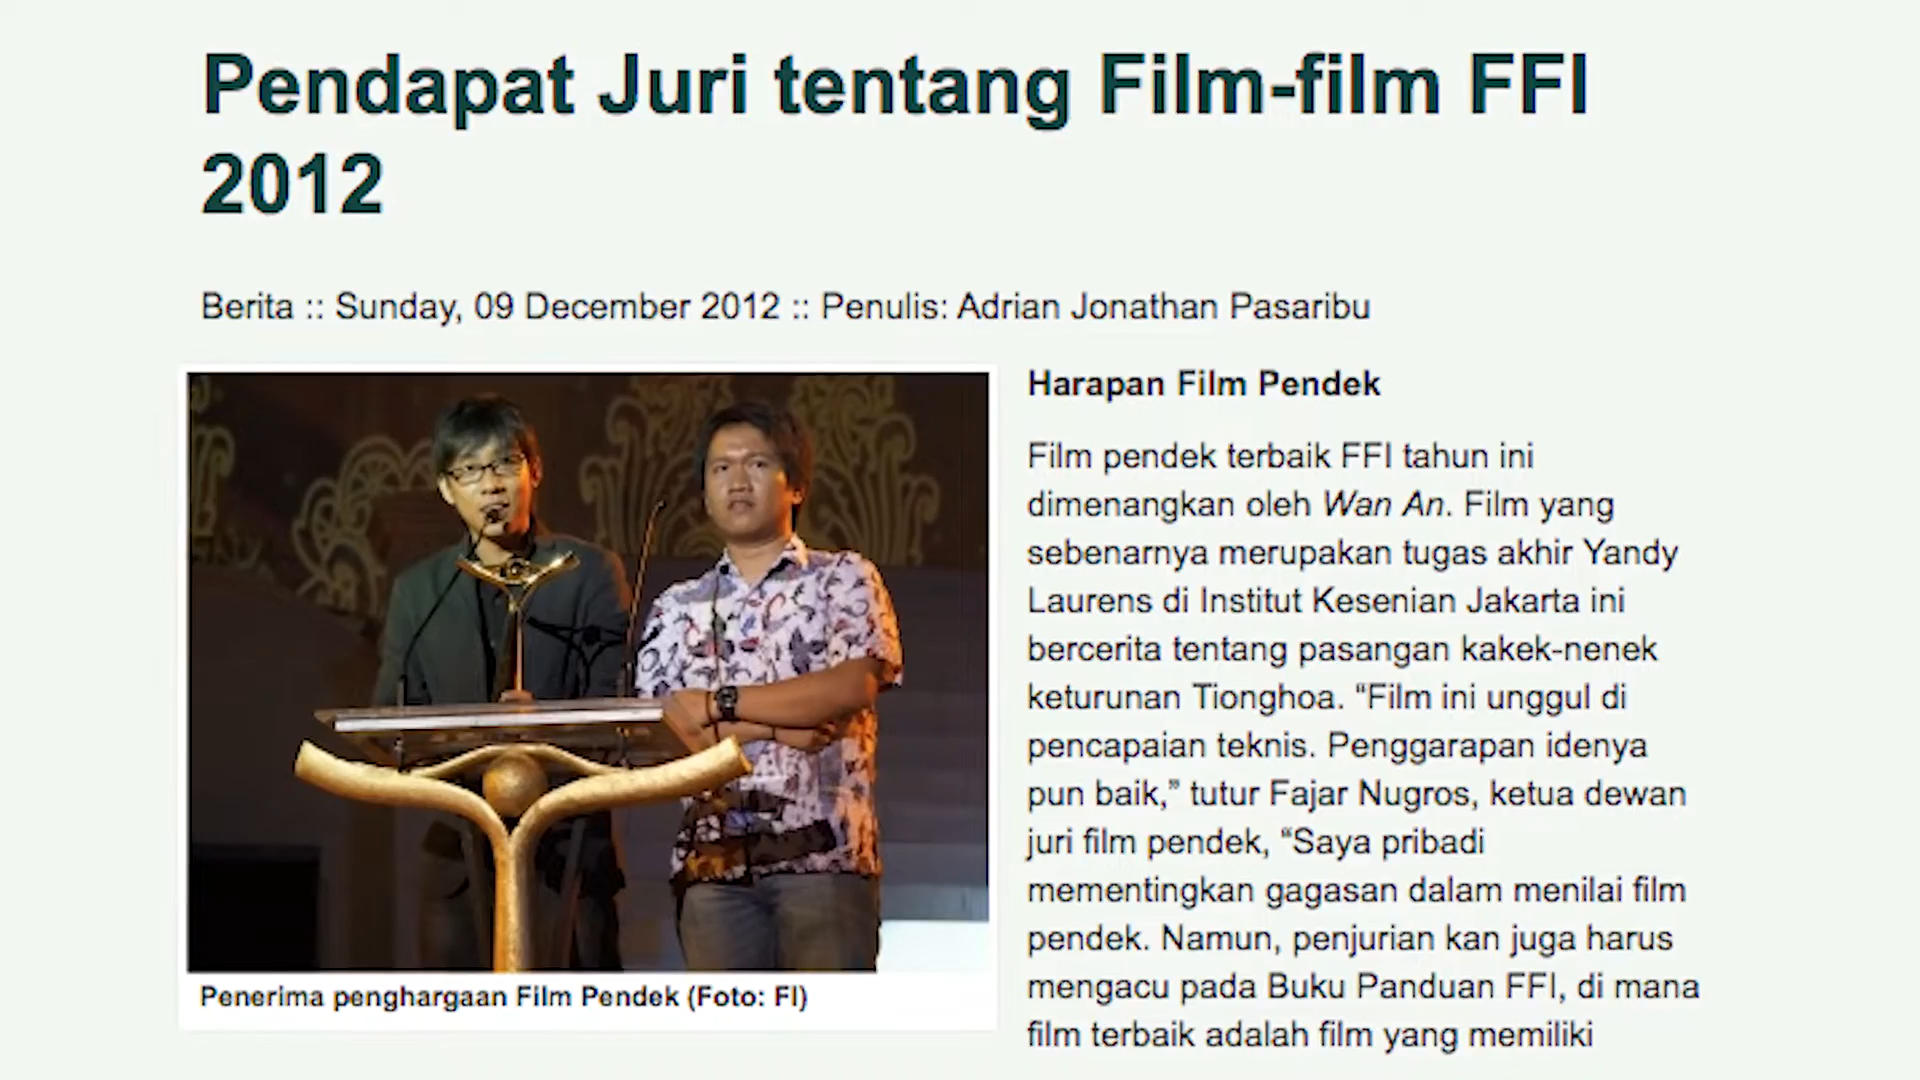 Pendapat Juri tentang Film-film FFI
2012
Berita :: Sunday, 09 December 2012 :: Penulis: Adrian Jonathan Pasaribu
Penerima penghargaan Film Pendek (Foto: FI)
Harapan Film Pendek
Film pendek terbaik FFI tahun ini
dimenangkan oleh Wan An. Film yang
sebenarnya merupakan tugas akhir Yandy
Laurens di Institut Kesenian Jakarta ini
bercerita tentang pasangan kakek-nenek
keturunan Tionghoa. “Film ini unggul di
pencapaian teknis. Penggarapan idenya
pun baik,” tutur Fajar Nugros, ketua dewan
juri film pendek, “Saya pribadi
mementingkan gagasan dalam menilai film
pendek. Namun, penjurian kan juga harus
mengacu pada Buku Panduan FFI, di mana
film terbaik adalah film yang memiliki